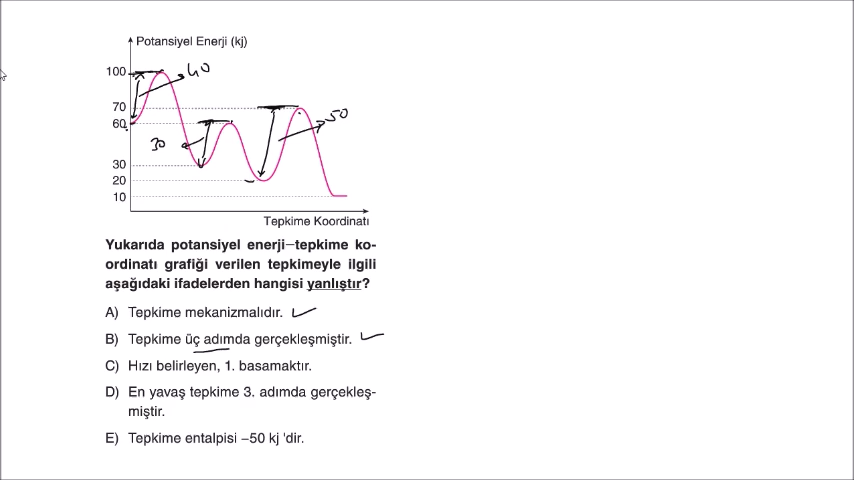 Potansiyel Enerji (kj)
100
40
70
50
60
30
30
20
10
Tepkime Koordinatı
Yukarıda potansiyel enerji–tepkime ko-
ordinatı grafiği verilen tepkimeyle ilgili
aşağıdaki ifadelerden hangisi yanlıştır?
A) Tepkime mekanizmalıdır.
B) Tepkime üç adımda gerçekleşmiştir.
C) Hızı belirleyen, 1. basamaktır.
D) En yavaş tepkime 3. adımda gerçekleş-
miştir.
E) Tepkime entalpisi –50 kj 'dir.